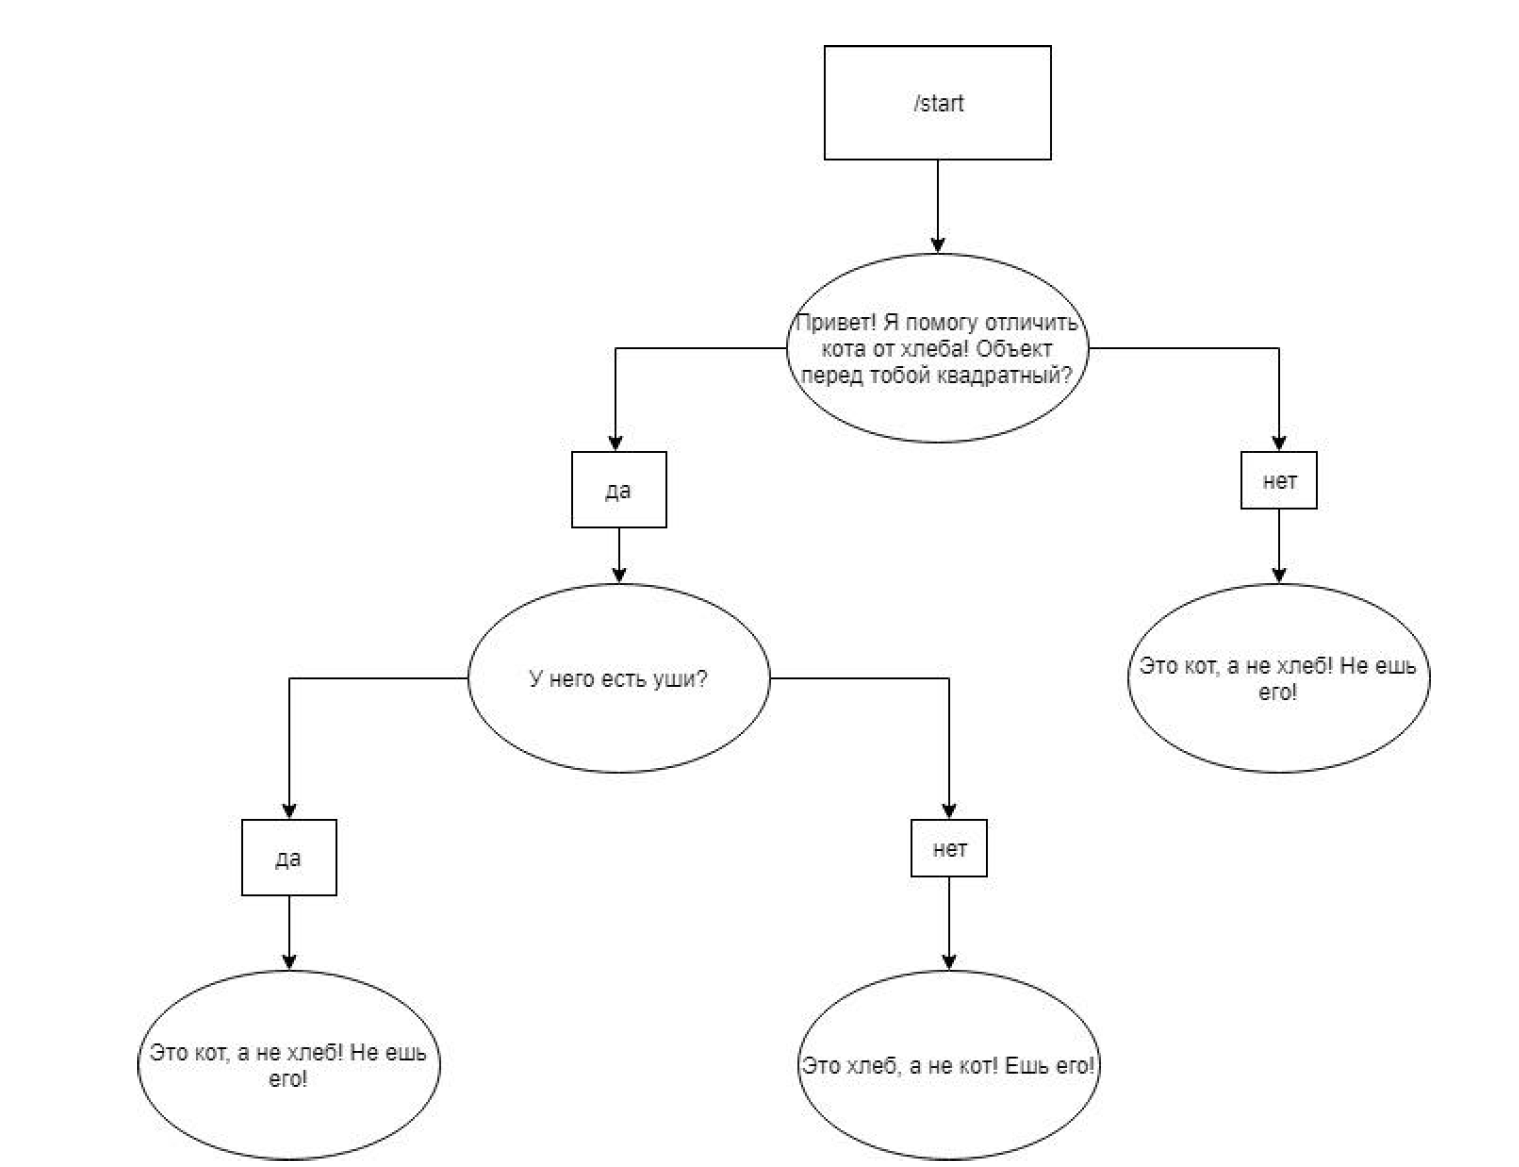 /start
Привет! Я помогу отличить
кота от хлеба! Объект
перед тобой квадратный?
да
нет
У него есть уши?
Это кот, а не хлеб! Не ешь
его!
да
нет
Это кот, а не хлеб! Не ешь
его!
Это хлеб, а не кот! Ешь его!